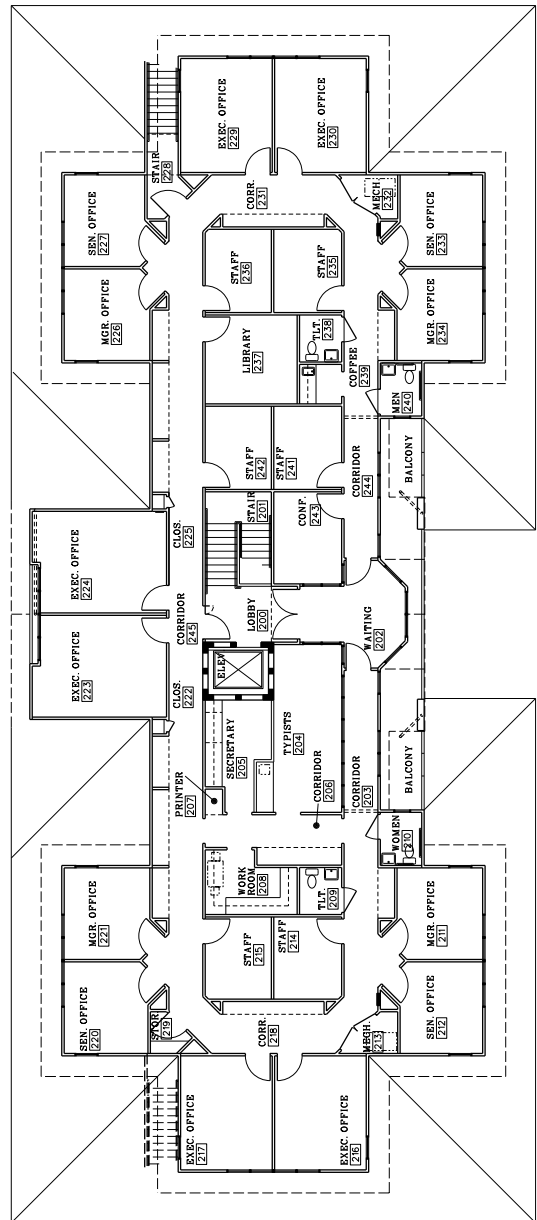 EXEC. OFFICE
229
EXEC. OFFICE
230
STAIR
228
CORR.
231
MECH.
232
SEN. OFFICE
227
STAFF
236
STAFF
235
SEN. OFFICE
233
MGR. OFFICE
226
MGR. OFFICE
234
LIBRARY
237
TLT.
238
COFFEE
239
MEN
240
STAFF
242
STAFF
241
CORRIDOR
244
BALCONY
CLOS.
225
STAIR
201
CONF.
243
EXEC. OFFICE
224
CORRIDOR
245
LOBBY
200
WAITING
202
EXEC. OFFICE
223
CLOS.
222
ELEV
SECRETARY
205
TYPISTS
204
PRINTER
207
CORRIDOR
206
CORRIDOR
203
BALCONY
WOMEN
210
MGR. OFFICE
221
WORK
ROOM
208
TLT.
209
MGR. OFFICE
211
STAFF
215
STAFF
214
SEN. OFFICE
220
STOR.
219
CORR.
218
MECH.
213
SEN. OFFICE
212
EXEC. OFFICE
217
EXEC. OFFICE
216